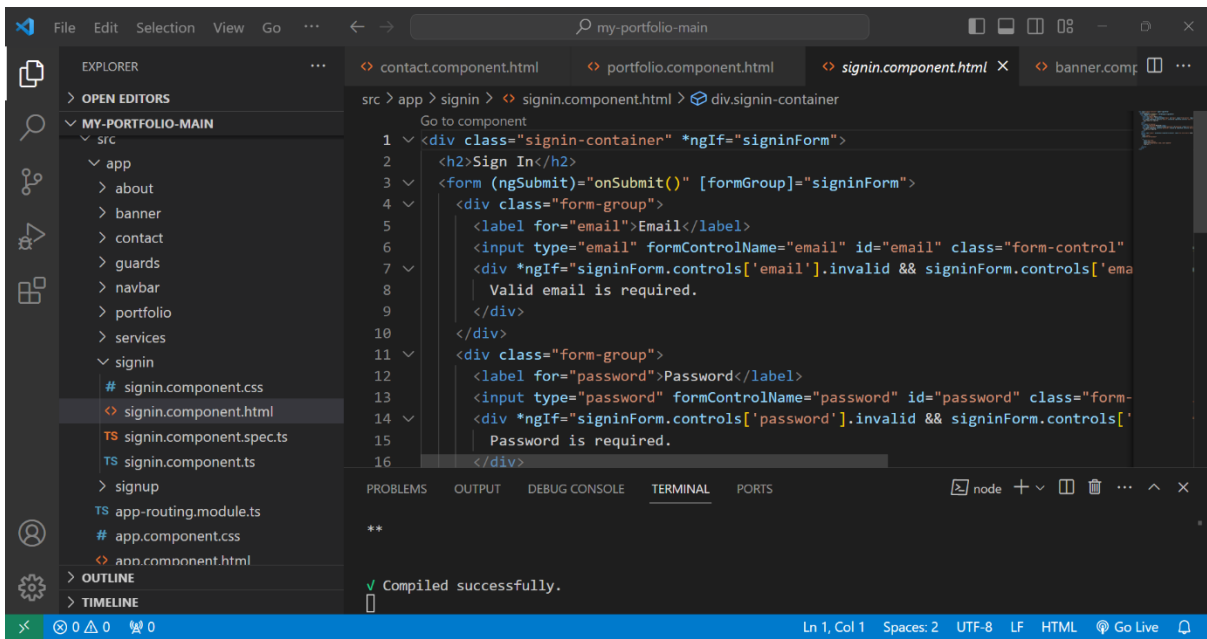 File Edit Selection View Go ··· my-portfolio-main
EXPLORER ···
OPEN EDITORS
MY-PORTFOLIO-MAIN
src
app
about
banner
contact
guards
navbar
portfolio
services
signin
# signin.component.css
<> signin.component.html
TS signin.component.spec.ts
TS signin.component.ts
signup
TS app-routing.module.ts
# app.component.css
<> app.component.html
OUTLINE
TIMELINE
<> contact.component.html <> portfolio.component.html <> signin.component.html <> banner.comp ···
src > app > signin > <> signin.component.html > div.signin-container
Go to component
1 <div class="signin-container" *ngIf="signinForm">
2 <h2>Sign In</h2>
3 <form (ngSubmit)="onSubmit()" [formGroup]="signinForm">
4 <div class="form-group">
5 <label for="email">Email</label>
6 <input type="email" formControlName="email" id="email" class="form-control"
7 <div *ngIf="signinForm.controls['email'].invalid && signinForm.controls['ema
8 Valid email is required.
9 </div>
10 </div>
11 <div class="form-group">
12 <label for="password">Password</label>
13 <input type="password" formControlName="password" id="password" class="form-
14 <div *ngIf="signinForm.controls['password'].invalid && signinForm.controls['
15 Password is required.
16 </div>
PROBLEMS OUTPUT DEBUG CONSOLE TERMINAL PORTS node
**
√ Compiled successfully.
0 0 0 Ln 1, Col 1 Spaces: 2 UTF-8 LF HTML Go Live